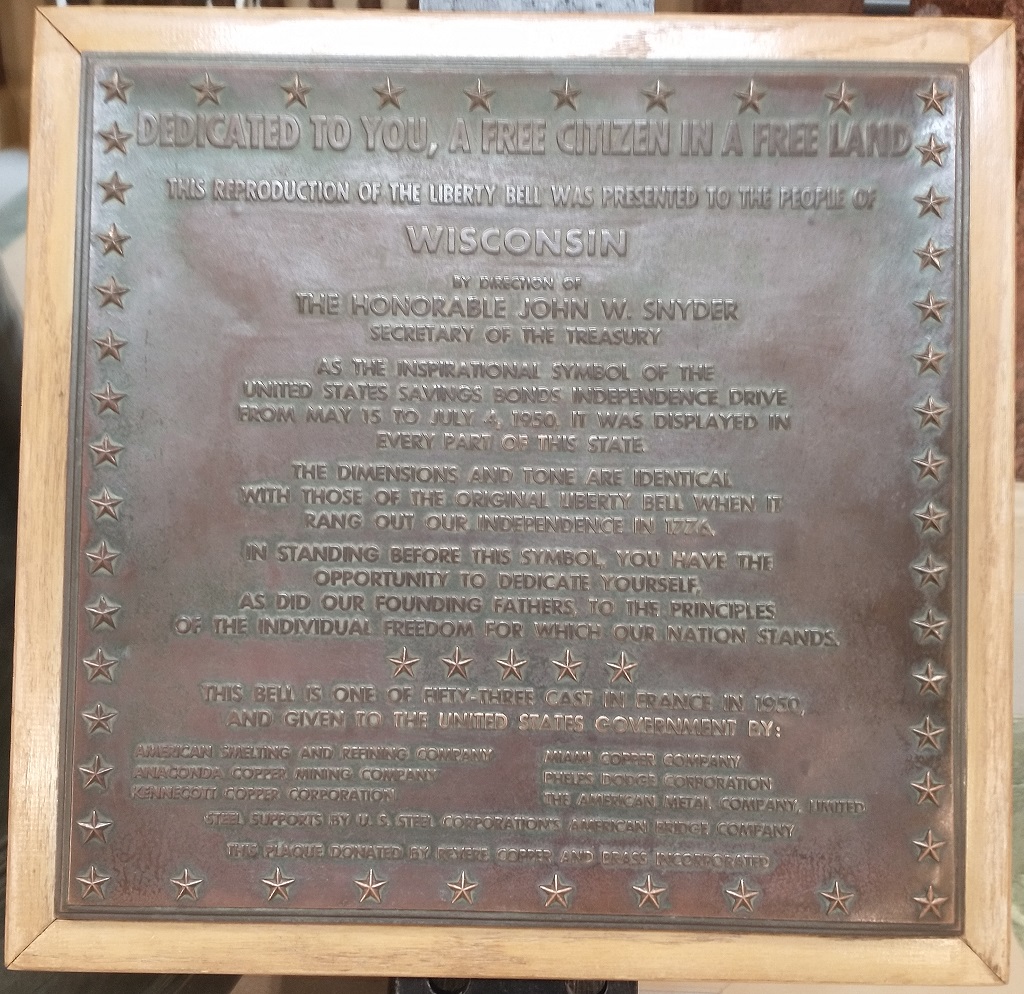 DEDICATED TO YOU, A FREE CITIZEN IN A FREE LAND
THIS REPRODUCTION OF THE LIBERTY BELL WAS PRESENTED TO THE PEOPLE OF
WISCONSIN
BY DIRECTION OF
THE HONORABLE JOHN W. SNYDER
SECRETARY OF THE TREASURY
AS THE INSPIRATIONAL SYMBOL OF THE
UNITED STATES SAVINGS BONDS INDEPENDENCE DRIVE
FROM MAY 15 TO JULY 4, 1950. IT WAS DISPLAYED IN
EVERY PART OF THIS STATE.
THE DIMENSIONS AND TONE ARE IDENTICAL
WITH THOSE OF THE ORIGINAL LIBERTY BELL WHEN IT
RANG OUT OUR INDEPENDENCE IN 1776.
IN STANDING BEFORE THIS SYMBOL, YOU HAVE THE
OPPORTUNITY TO DEDICATE YOURSELF,
AS DID OUR FOUNDING FATHERS, TO THE PRINCIPLES
OF THE INDIVIDUAL FREEDOM FOR WHICH OUR NATION STANDS.
THIS BELL IS ONE OF FIFTY-THREE CAST IN FRANCE IN 1950,
AND GIVEN TO THE UNITED STATES GOVERNMENT BY:
AMERICAN SMELTING AND REFINING COMPANY
ANACONDA COPPER MINING COMPANY
KENNECOTT COPPER CORPORATION
MIAMI COPPER COMPANY
PHELPS DODGE CORPORATION
THE AMERICAN METAL COMPANY, LIMITED
STEEL SUPPORTS BY U. S. STEEL CORPORATION'S AMERICAN BRIDGE COMPANY
THIS PLAQUE DONATED BY REVERE COPPER AND BRASS INCORPORATED